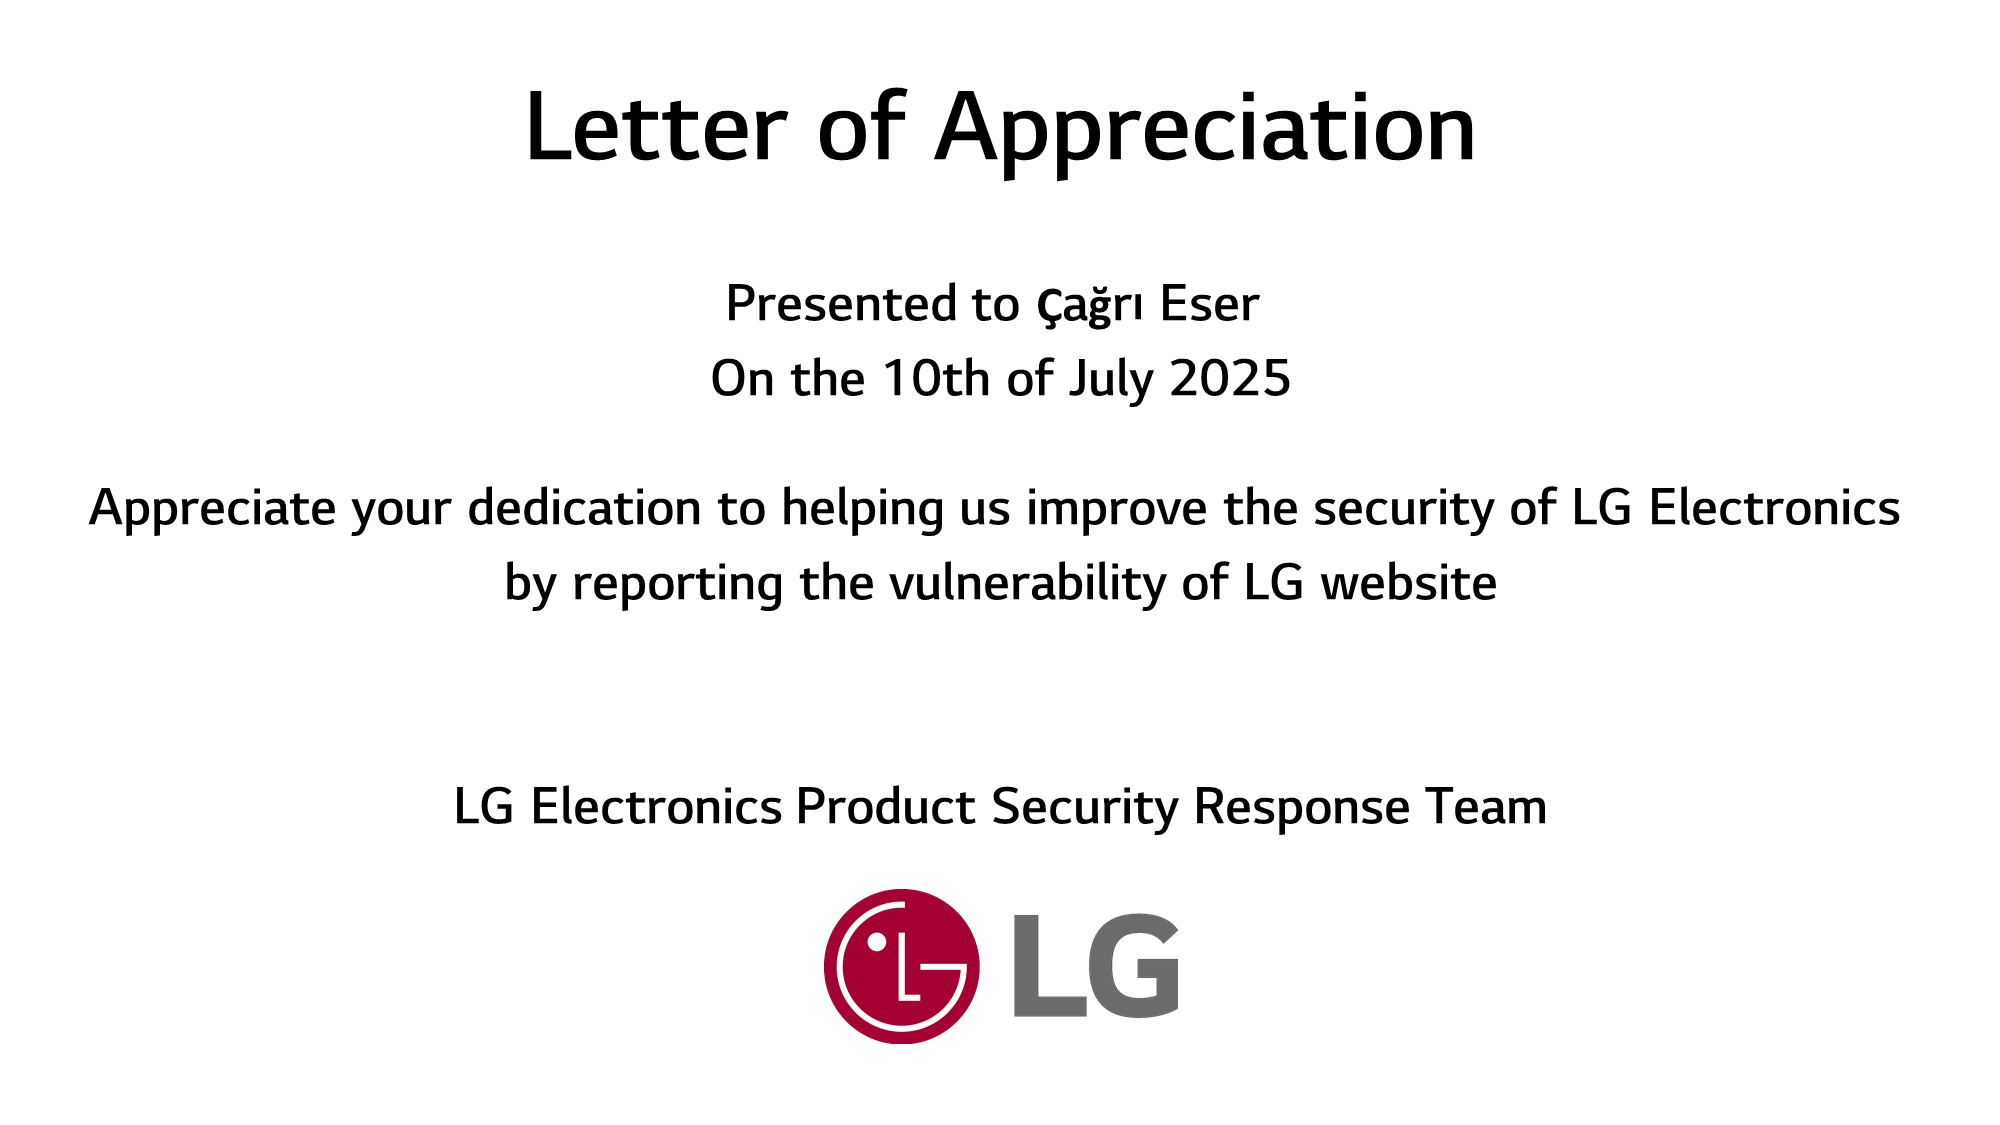 Letter of Appreciation
Presented to Çağrı Eser
On the 10th of July 2025
Appreciate your dedication to helping us improve the security of LG Electronics
by reporting the vulnerability of LG website
LG Electronics Product Security Response Team
LG